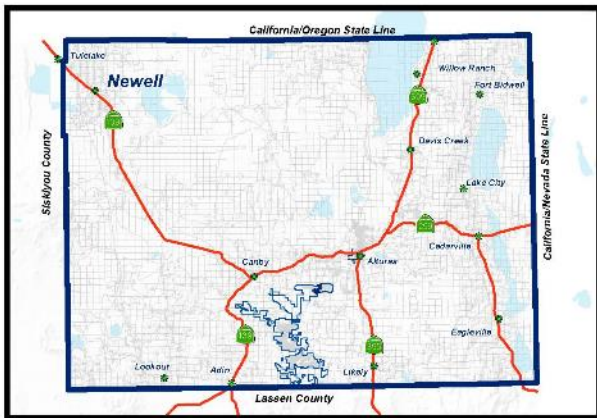 California/Oregon State Line
Tulelake
Newell
Willow Ranch
Fort Bidwell
Davis Creek
Lake City
Siskiyou County
California/Nevada State Line
Cedarville
Alturas
Canby
Eagleville
Lookout
Adin
Likely
Lassen County